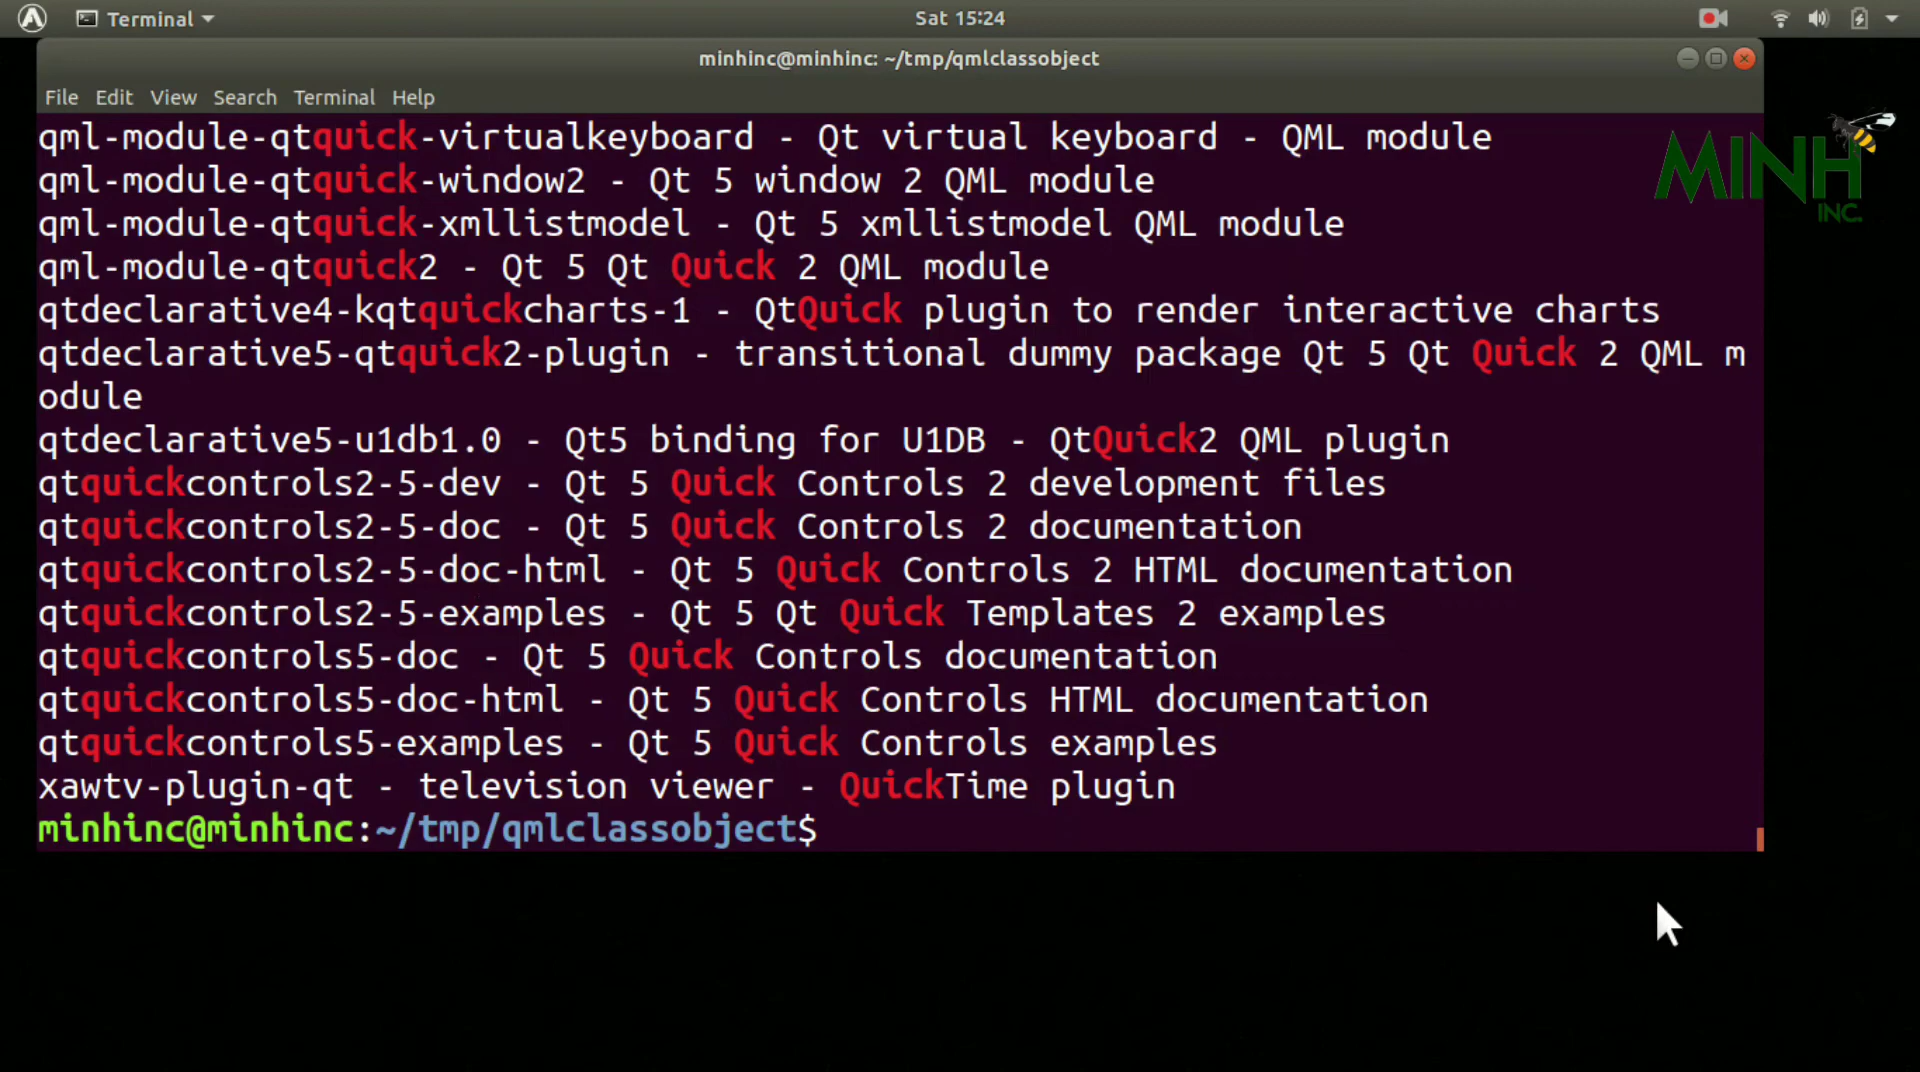 Terminal
Sat 15:24
minhinc@minhinc: ~/tmp/qmlclassobject
File Edit View Search Terminal Help
qml-module-qtquick-virtualkeyboard - Qt virtual keyboard - QML module
qml-module-qtquick-window2 - Qt 5 window 2 QML module
qml-module-qtquick-xmllistmodel - Qt 5 xmllistmodel QML module
qml-module-qtquick2 - Qt 5 Qt Quick 2 QML module
qtdeclarative4-kqtquickcharts-1 - QtQuick plugin to render interactive charts
qtdeclarative5-qtquick2-plugin - transitional dummy package Qt 5 Qt Quick 2 QML m
odule
qtdeclarative5-u1db1.0 - Qt5 binding for U1DB - QtQuick2 QML plugin
qtquickcontrols2-5-dev - Qt 5 Quick Controls 2 development files
qtquickcontrols2-5-doc - Qt 5 Quick Controls 2 documentation
qtquickcontrols2-5-doc-html - Qt 5 Quick Controls 2 HTML documentation
qtquickcontrols2-5-examples - Qt 5 Qt Quick Templates 2 examples
qtquickcontrols5-doc - Qt 5 Quick Controls documentation
qtquickcontrols5-doc-html - Qt 5 Quick Controls HTML documentation
qtquickcontrols5-examples - Qt 5 Quick Controls examples
xawtv-plugin-qt - television viewer - QuickTime plugin
minhinc@minhinc:~/tmp/qmlclassobject$
MINH
INC.